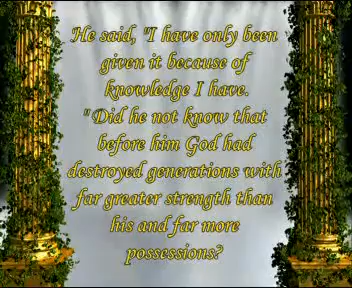 He said, "I have only been
given it because of
knowledge I have.
"Did he not know that
before him God had
destroyed generations with
far greater strength than
his and far more
possessions?